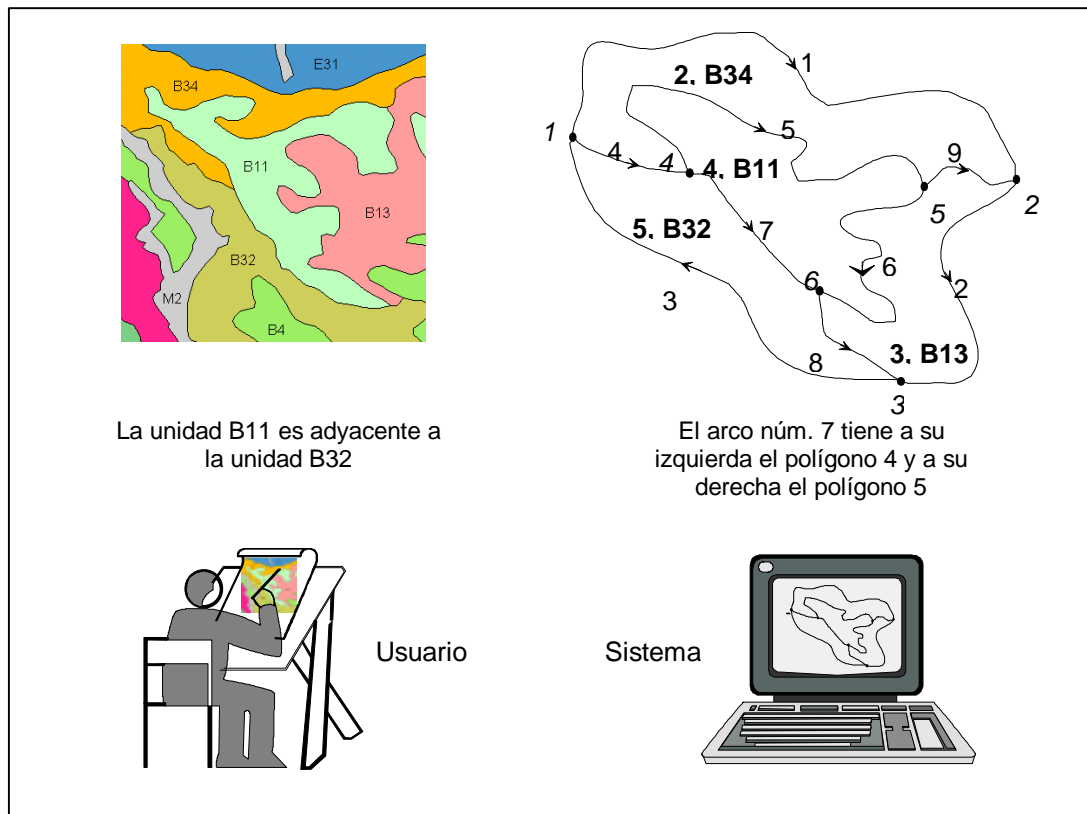 E31
B34
B11
B13
B32
M2
B4
1
2, B34
5
1
4
4
4, B11
9
2
5
5, B32
7
6
6
3
2
3, B13
8
3
La unidad B11 es adyacente a
la unidad B32
El arco núm. 7 tiene a su
izquierda el polígono 4 y a su
derecha el polígono 5
Usuario
Sistema